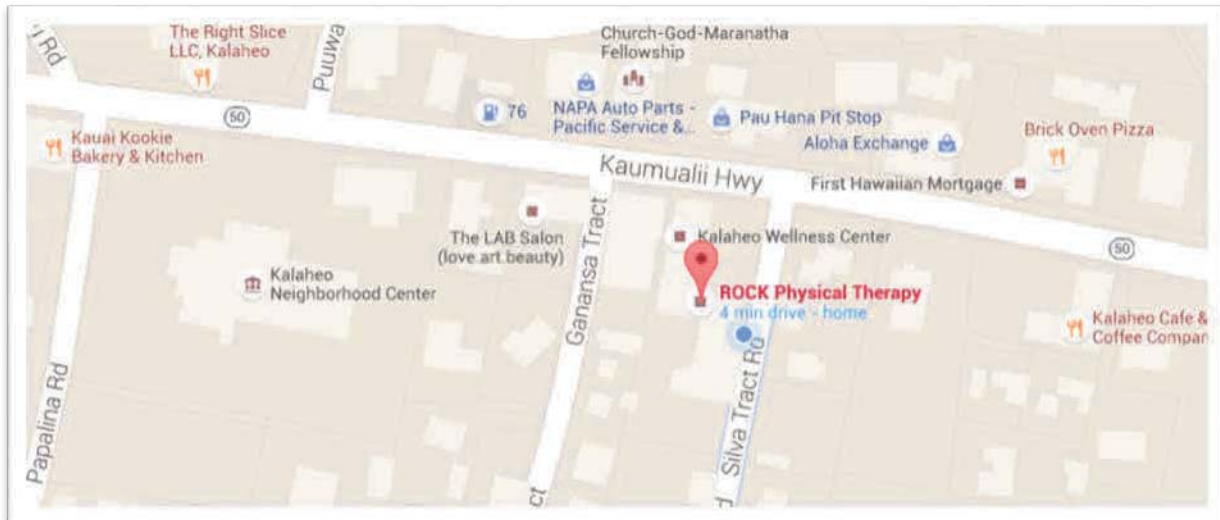 The Right Slice
LLC, Kalaheo
Puuwa
Church-God-Maranatha
Fellowship
50
76
NAPA Auto Parts -
Pacific Service &...
Pau Hana Pit Stop
Aloha Exchange
Brick Oven Pizza
Kauai Kookie
Bakery & Kitchen
Kaumualii Hwy
First Hawaiian Mortgage
The LAB Salon
(love art beauty)
Kalaheo Wellness Center
50
Kalaheo
Neighborhood Center
Ganansa Tract
ROCK Physical Therapy
4 min drive - home
Kalaheo Cafe &
Coffee Compan
Papalina Rd
Silva Tract Rd
ct
d